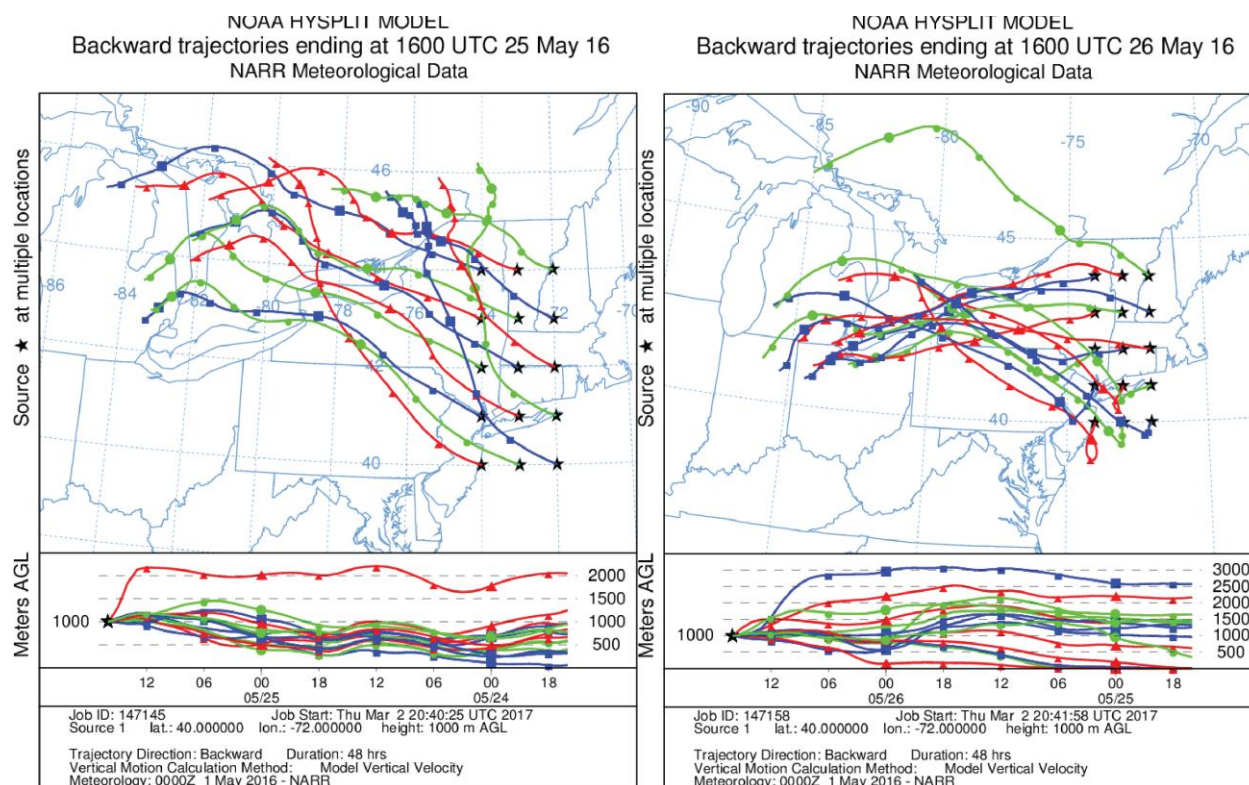 NOAA HYSPLIT MODEL
Backward trajectories ending at 1600 UTC 25 May 16
NARR Meteorological Data
Source ★ at multiple locations
46
-86
-84
-82
-80
-78
-76
-74
-72
-70
42
40
Meters AGL
2000
1500
1000
1000
500
12 06 00 18 12 06 00 18
05/25 05/24
Job ID: 147145 Job Start: Thu Mar 2 20:40:25 UTC 2017
Source 1 lat.: 40.000000 lon.: -72.000000 height: 1000 m AGL
Trajectory Direction: Backward Duration: 48 hrs
Vertical Motion Calculation Method: Model Vertical Velocity
Meteorology: 0000Z 1 May 2016 - NARR
NOAA HYSPLIT MODEL
Backward trajectories ending at 1600 UTC 26 May 16
NARR Meteorological Data
Source ★ at multiple locations
-90
-85
-80
-75
-70
45
40
Meters AGL
3000
2500
2000
1500
1000
1000
500
12 06 00 18 12 06 00 18
05/26 05/25
Job ID: 147158 Job Start: Thu Mar 2 20:41:58 UTC 2017
Source 1 lat.: 40.000000 lon.: -72.000000 height: 1000 m AGL
Trajectory Direction: Backward Duration: 48 hrs
Vertical Motion Calculation Method: Model Vertical Velocity
Meteorology: 0000Z 1 May 2016 - NARR